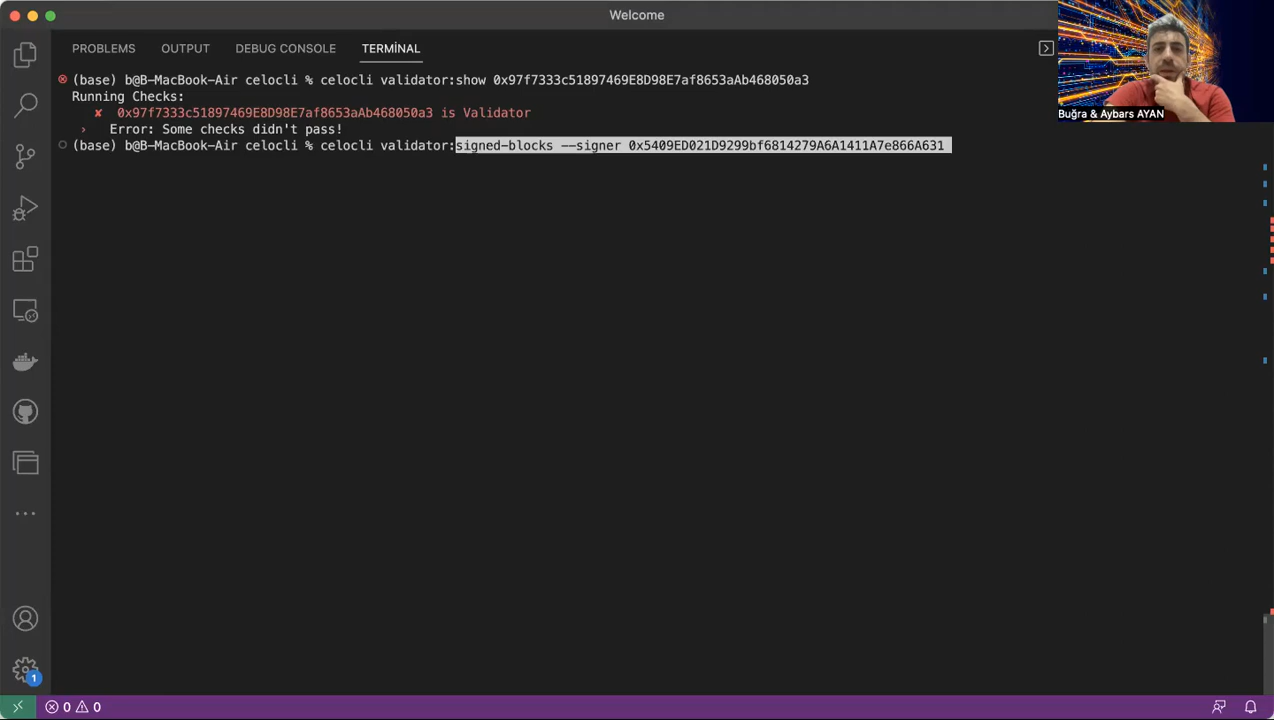 Welcome
PROBLEMS OUTPUT DEBUG CONSOLE TERMİNAL
(base) b@B-MacBook-Air celocli % celocli validator:show 0x97f7333c51897469E8D98E7af8653aAb468050a3
Running Checks:
✘ 0x97f7333c51897469E8D98E7af8653aAb468050a3 is Validator
› Error: Some checks didn't pass!
(base) b@B-MacBook-Air celocli % celocli validator:signed-blocks --signer 0x5409ED021D9299bf6814279A6A1411A7e866A631
Buğra & Aybars AYAN
1
0 0